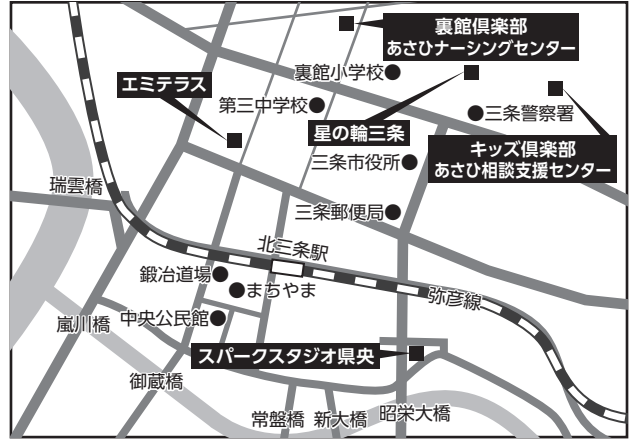 裏館倶楽部
あさひナーシングセンター
裏館小学校
エミテラス
第三中学校
星の輪三条
三条警察署
キッズ倶楽部
あさひ相談支援センター
三条市役所
瑞雲橋
三条郵便局
北三条駅
鍛冶道場
まちやま
弥彦線
嵐川橋
中央公民館
スパークスタジオ県央
御蔵橋
常盤橋
新大橋
昭栄大橋